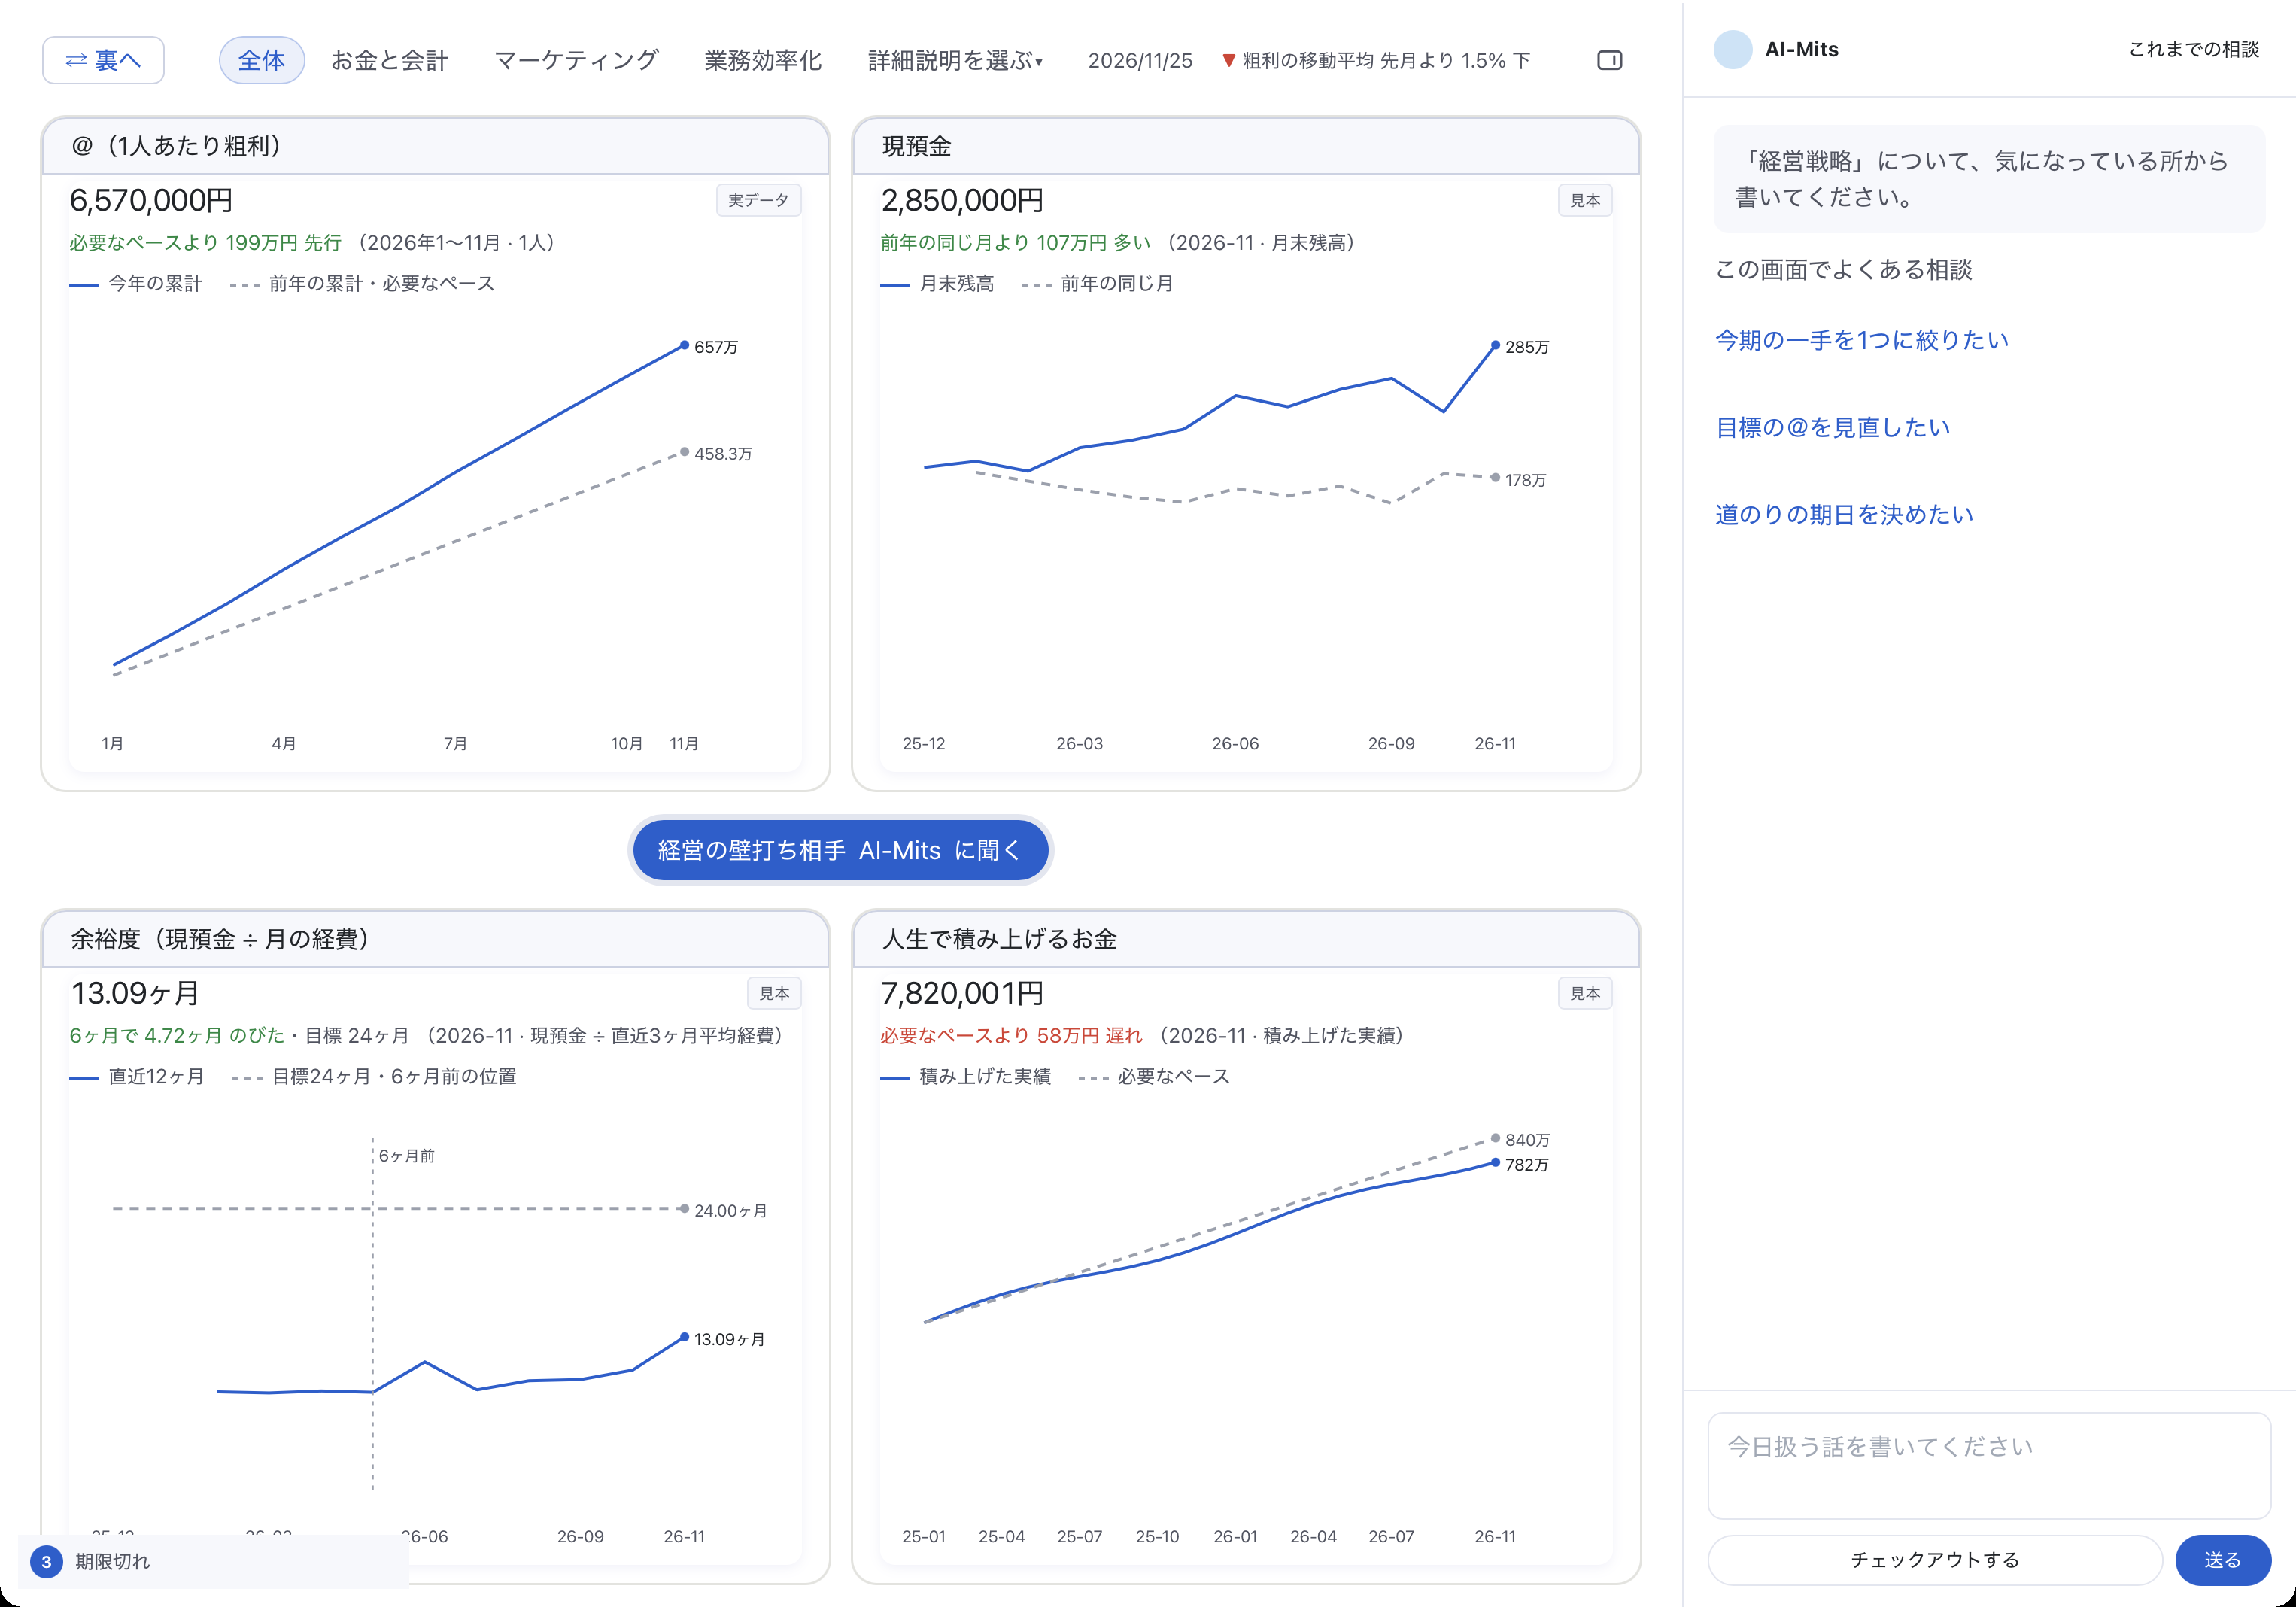 ⇄ 裏へ
全体
お金と会計
マーケティング
業務効率化
詳細説明を選ぶ▾
2026/11/25
▼ 粗利の移動平均 先月より 1.5% 下
@（1人あたり粗利）
6,570,000円
実データ
必要なペースより 199万円 先行 （2026年1〜11月 · 1人）
今年の累計
前年の累計・必要なペース
657万
458.3万
1月
4月
7月
10月
11月
現預金
2,850,000円
見本
前年の同じ月より 107万円 多い （2026-11 · 月末残高）
月末残高
前年の同じ月
285万
178万
25-12
26-03
26-06
26-09
26-11
経営の壁打ち相手 AI-Mits に聞く
余裕度（現預金 ÷ 月の経費）
13.09ヶ月
見本
6ヶ月で 4.72ヶ月 のびた · 目標 24ヶ月 （2026-11 · 現預金 ÷ 直近3ヶ月平均経費）
直近12ヶ月
目標24ヶ月・6ヶ月前の位置
6ヶ月前
24.00ヶ月
13.09ヶ月
26-06
26-09
26-11
3 期限切れ
人生で積み上げるお金
7,820,001円
見本
必要なペースより 58万円 遅れ （2026-11 · 積み上げた実績）
積み上げた実績
必要なペース
840万
782万
25-01
25-04
25-07
25-10
26-01
26-04
26-07
26-11
AI-Mits
これまでの相談
「経営戦略」について、気になっている所から
書いてください。
この画面でよくある相談
今期の一手を1つに絞りたい
目標の@を見直したい
道のりの期日を決めたい
今日扱う話を書いてください
チェックアウトする
送る